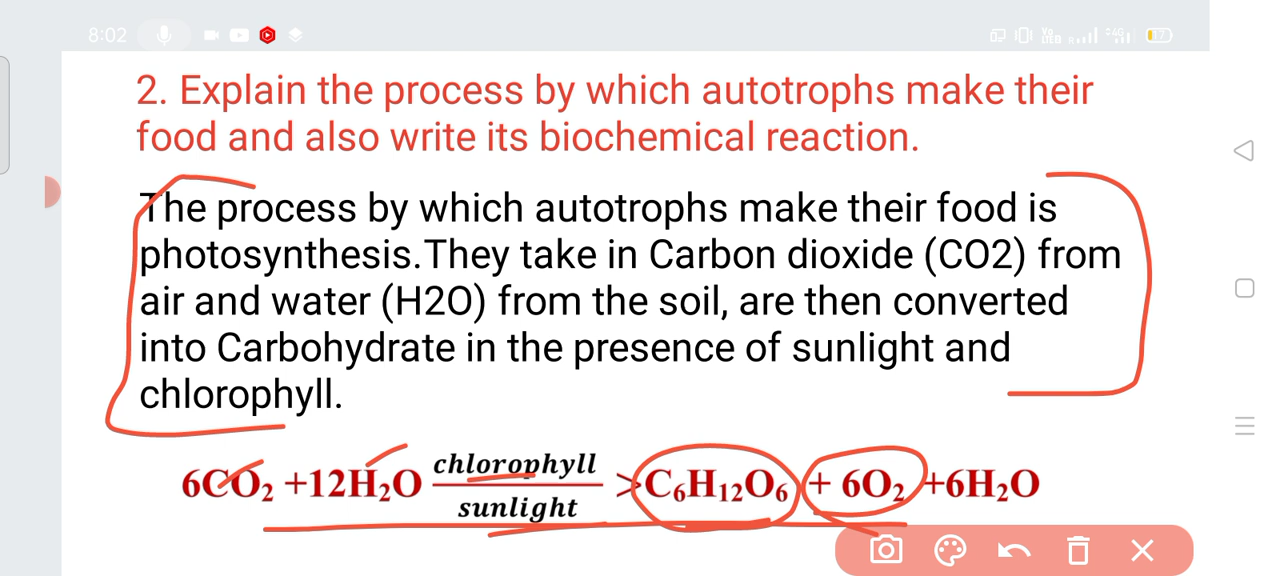 8:02
17
2. Explain the process by which autotrophs make their
food and also write its biochemical reaction.
The process by which autotrophs make their food is
photosynthesis.They take in Carbon dioxide (CO2) from
air and water (H2O) from the soil, are then converted
into Carbohydrate in the presence of sunlight and
chlorophyll.
chlorophyll
6CO₂ +12H₂O > C₆H₁₂O₆ + 6O₂ +6H₂O
sunlight